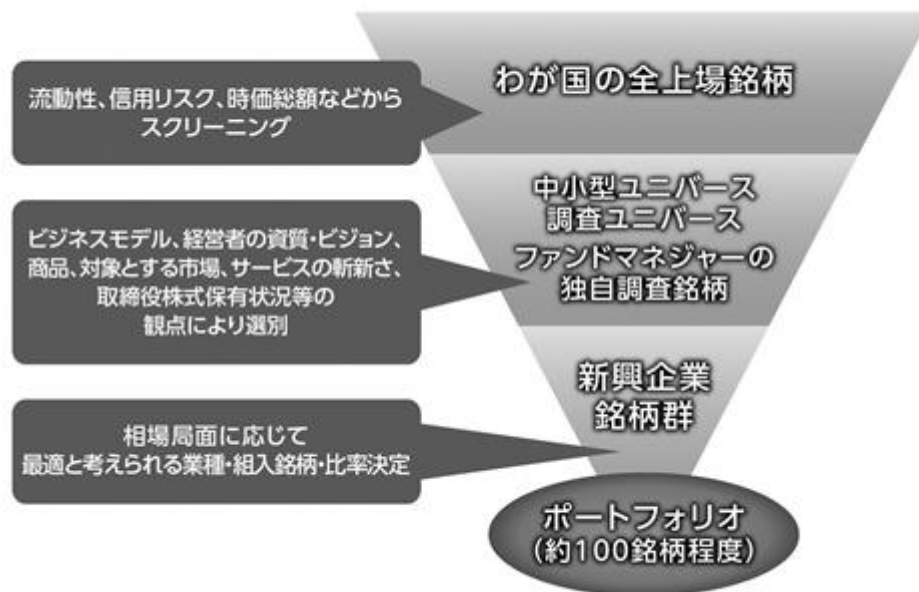 わが国の全上場銘柄
流動性、信用リスク、時価総額などから
スクリーニング
中小型ユニバース
調査ユニバース
ファンドマネジャーの
独自調査銘柄
ビジネスモデル、経営者の資質・ビジョン、
商品、対象とする市場、サービスの斬新さ、
取締役株式保有状況等の
観点により選別
新興企業
銘柄群
相場局面に応じて
最適と考えられる業種・組入銘柄・比率決定
ポートフォリオ
（約100銘柄程度）